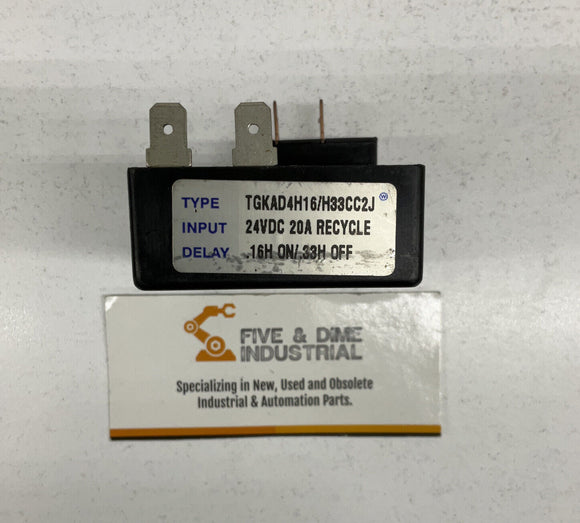 TYPE TGKAD4H16/H33CC2J
INPUT 24VDC 20A RECYCLE
DELAY .16H ON/.33H OFF
FIVE & DIME
INDUSTRIAL
Specializing in New, Used and Obsolete
Industrial & Automation Parts.